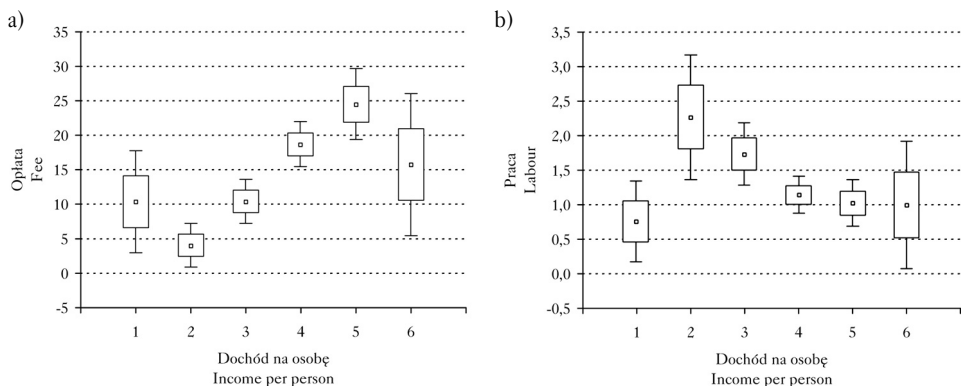 a)
Opłata
Fee
35
30
25
20
15
10
5
0
-5
1 2 3 4 5 6
Dochód na osobę
Income per person
b)
Praca
Labour
3,5
3,0
2,5
2,0
1,5
1,0
0,5
0,0
-0,5
1 2 3 4 5 6
Dochód na osobę
Income per person